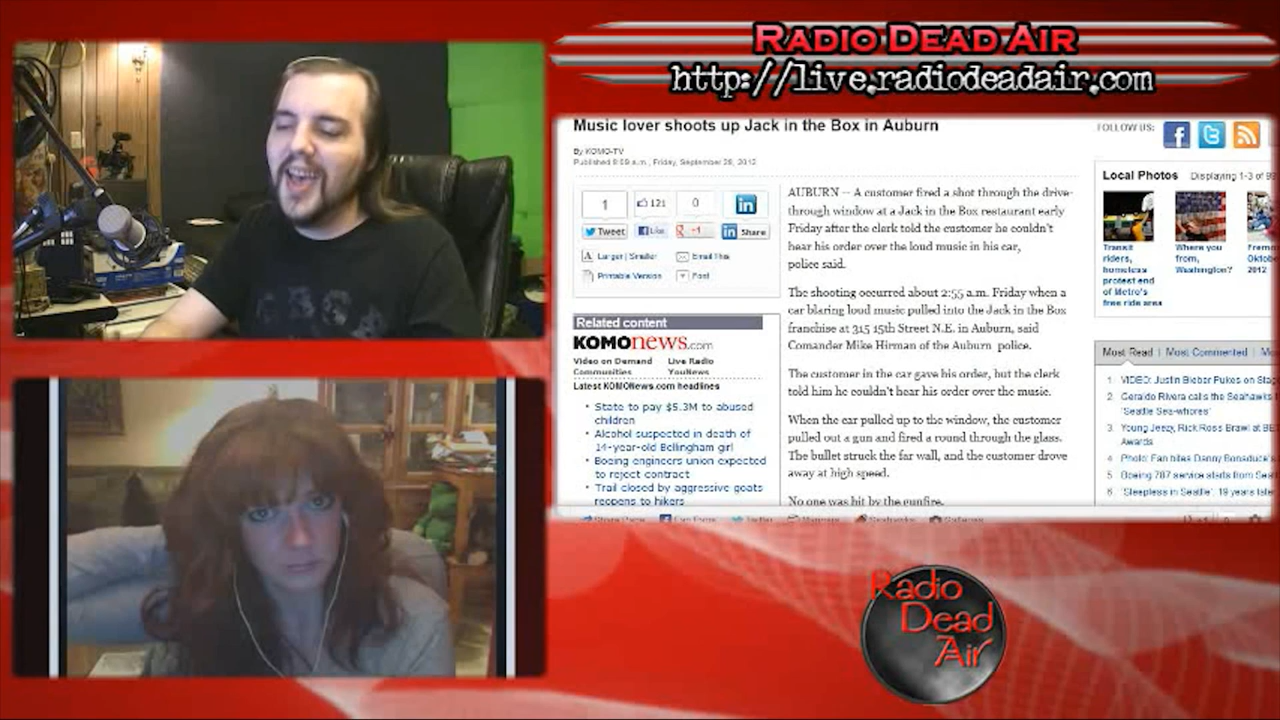 Radio Dead Air
http://live.radiodeadair.com
Music lover shoots up Jack in the Box in Auburn
By KOMO-TV
Published 8:59 a.m., Friday, September 28, 2012
1
121
0
Tweet
Like
+1
Share
Larger | Smaller
Email This
Printable Version
Font
Related content
KOMOnews.com
Video on Demand
Live Radio
Communities
YouNews
Latest KOMONews.com headlines
• State to pay $5.3M to abused
children
• Alcohol suspected in death of
14-year-old Bellingham girl
• Boeing engineers union expected
to reject contract
• Trail closed by aggressive goats
reopens to hikers
AUBURN -- A customer fired a shot through the drive-
through window at a Jack in the Box restaurant early
Friday after the clerk told the customer he couldn't
hear his order over the loud music in his car,
police said.
The shooting occurred about 2:55 a.m. Friday when a
car blaring loud music pulled into the Jack in the Box
franchise at 315 15th Street N.E. in Auburn, said
Comander Mike Hirman of the Auburn police.
The customer in the car gave his order, but the clerk
told him he couldn't hear his order over the music.
When the car pulled up to the window, the customer
pulled out a gun and fired a round through the glass.
The bullet struck the far wall, and the customer drove
away at high speed.
No one was hit by the gunfire.
FOLLOW US:
Local Photos Displaying 1-3 of
Transit
riders,
homeless
protest end
of Metro's
free ride area
Where you
from,
Washington?
2012
Most Read | Most Commented |
1. VIDEO: Justin Bieber Pukes on
2. Geraldo Rivera calls the Seahawks
'Seattle Sea-whores'
3. Young Jeezy, Rick Ross Brawl at
Awards
4. Photo: Fan bites Danny Bonaduce's
5. Boeing 787 service starts from
6. 'Sleepless in Seattle', 19 years
Radio
Dead
Air